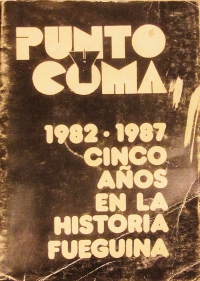 PUNTO
Y
COMA
1982 · 1987
CINCO
AÑOS
EN LA
HISTORIA
FUEGUINA